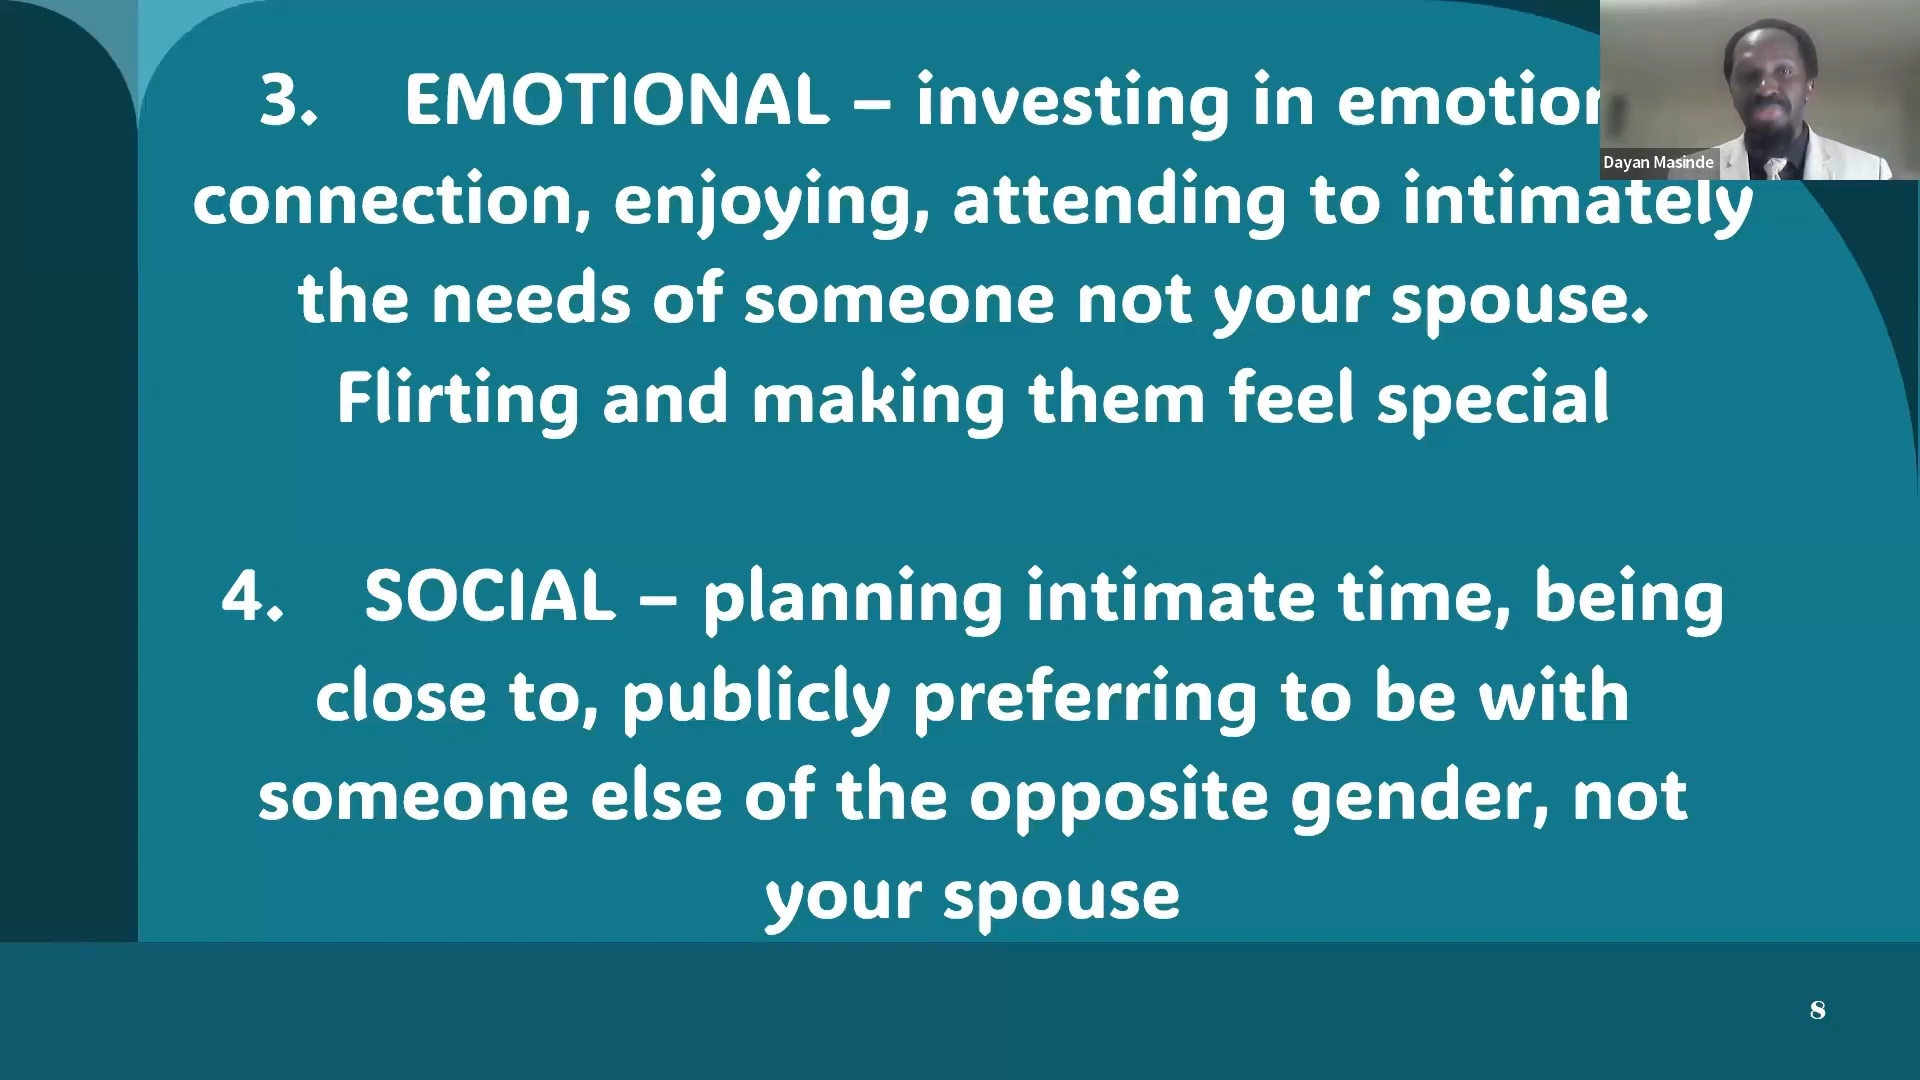 3. EMOTIONAL – investing in emotion
connection, enjoying, attending to intimately
the needs of someone not your spouse.
Flirting and making them feel special
4. SOCIAL – planning intimate time, being
close to, publicly preferring to be with
someone else of the opposite gender, not
your spouse
Dayan Masinde
8